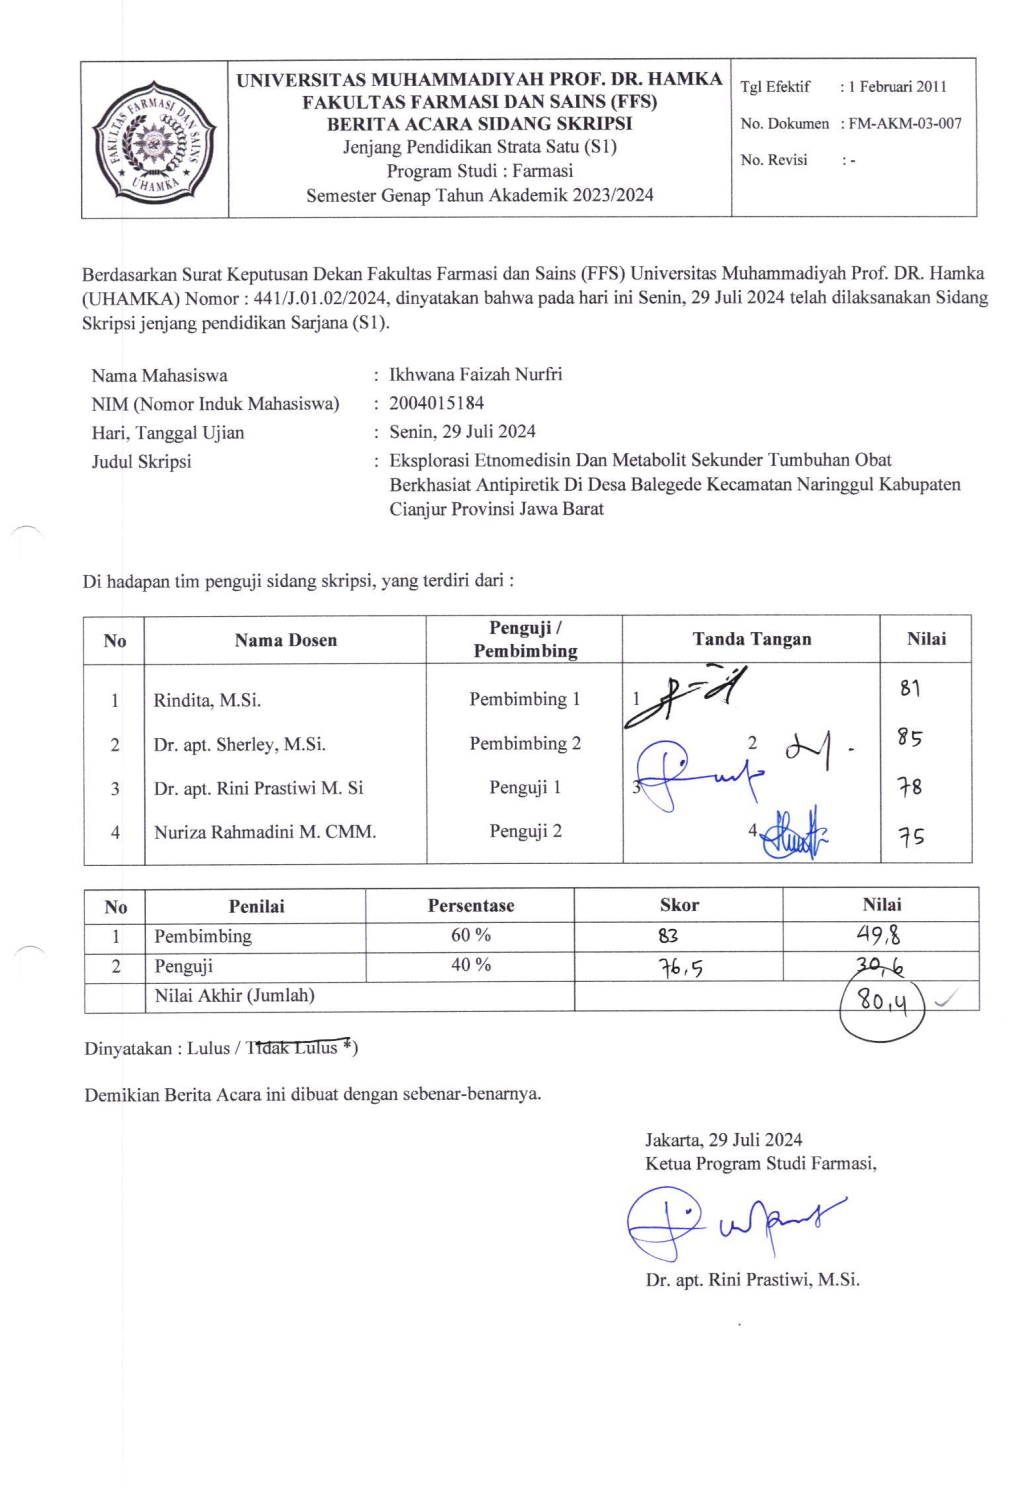 FAKULTAS FARMASI DAN SAINS
UHAMKA
UNIVERSITAS MUHAMMADIYAH PROF. DR. HAMKA
FAKULTAS FARMASI DAN SAINS (FFS)
BERITA ACARA SIDANG SKRIPSI
Jenjang Pendidikan Strata Satu (S1)
Program Studi : Farmasi
Semester Genap Tahun Akademik 2023/2024
Tgl Efektif : 1 Februari 2011
No. Dokumen : FM-AKM-03-007
No. Revisi : -
Berdasarkan Surat Keputusan Dekan Fakultas Farmasi dan Sains (FFS) Universitas Muhammadiyah Prof. DR. Hamka
(UHAMKA) Nomor : 441/J.01.02/2024, dinyatakan bahwa pada hari ini Senin, 29 Juli 2024 telah dilaksanakan Sidang
Skripsi jenjang pendidikan Sarjana (S1).
Nama Mahasiswa : Ikhwana Faizah Nurfri
NIM (Nomor Induk Mahasiswa) : 2004015184
Hari, Tanggal Ujian : Senin, 29 Juli 2024
Judul Skripsi : Eksplorasi Etnomedisin Dan Metabolit Sekunder Tumbuhan Obat
Berkhasiat Antipiretik Di Desa Balegede Kecamatan Naringgul Kabupaten
Cianjur Provinsi Jawa Barat
Di hadapan tim penguji sidang skripsi, yang terdiri dari :
No Nama Dosen Penguji / Pembimbing Tanda Tangan Nilai
1 Rindita, M.Si. Pembimbing 1 1 81
2 Dr. apt. Sherley, M.Si. Pembimbing 2 2 85
3 Dr. apt. Rini Prastiwi M. Si Penguji 1 3 78
4 Nuriza Rahmadini M. CMM. Penguji 2 4 75
No Penilai Persentase Skor Nilai
1 Pembimbing 60 % 83 49,8
2 Penguji 40 % 76,5 30,6
Nilai Akhir (Jumlah) 80,4
Dinyatakan : Lulus / Tidak Lulus *)
Demikian Berita Acara ini dibuat dengan sebenar-benarnya.
Jakarta, 29 Juli 2024
Ketua Program Studi Farmasi,
Dr. apt. Rini Prastiwi, M.Si.